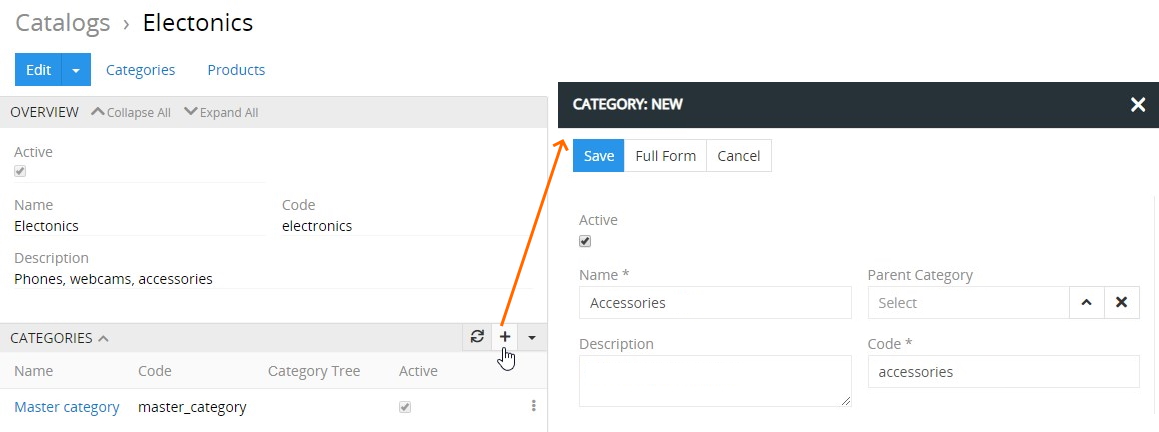 Catalogs › Electonics
Edit Categories Products
OVERVIEW Collapse All Expand All
Active
Name Code
Electonics electronics
Description
Phones, webcams, accessories
CATEGORIES
Name Code Category Tree Active
Master category master_category
CATEGORY: NEW
Save Full Form Cancel
Active
Name * Parent Category
Accessories Select
Description Code *
accessories